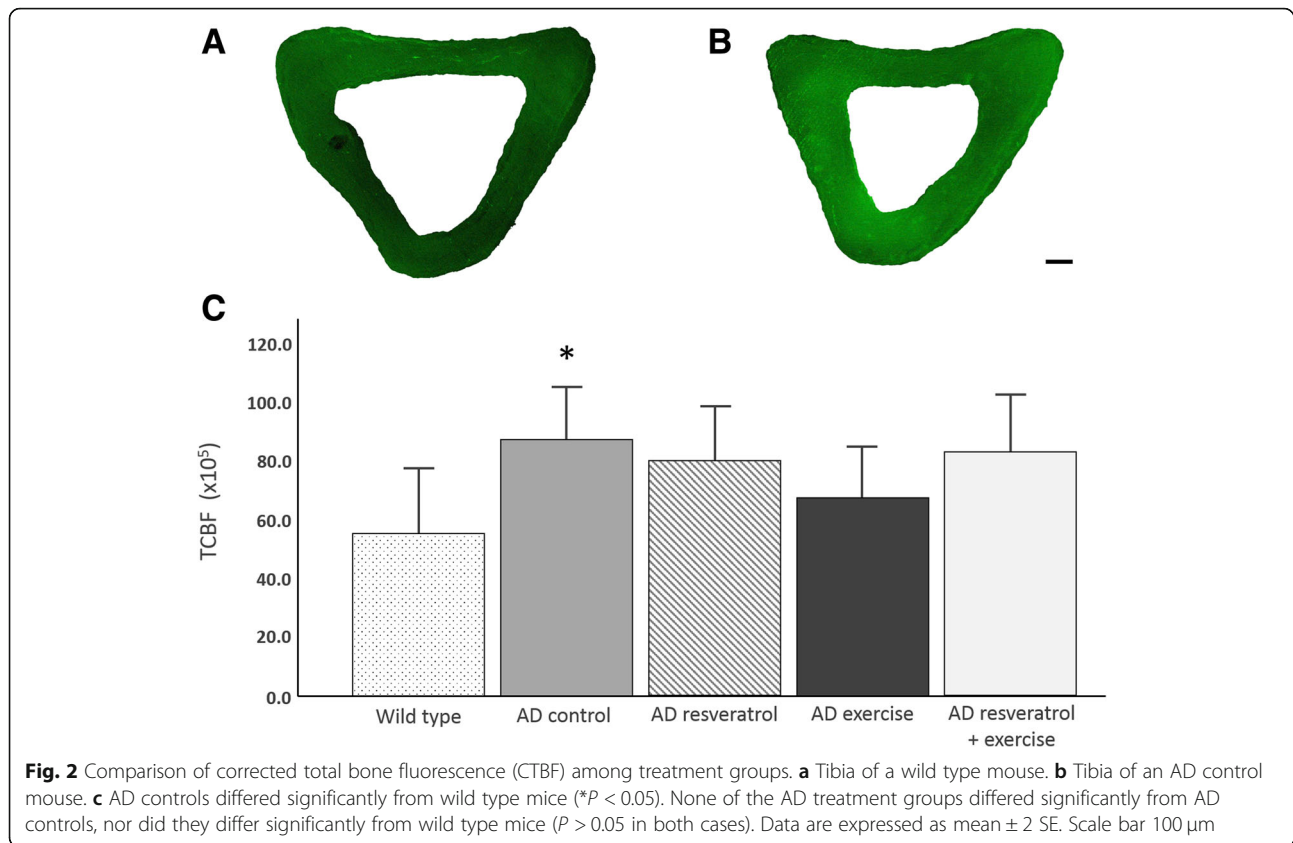 A
B
C
120.0
*
100.0
80.0
60.0
40.0
20.0
0.0
TCBF (x10⁵)
Wild type
AD control
AD resveratrol
AD exercise
AD resveratrol
+ exercise
Fig. 2 Comparison of corrected total bone fluorescence (CTBF) among treatment groups. a Tibia of a wild type mouse. b Tibia of an AD control
mouse. c AD controls differed significantly from wild type mice (*P < 0.05). None of the AD treatment groups differed significantly from AD
controls, nor did they differ significantly from wild type mice (P > 0.05 in both cases). Data are expressed as mean ± 2 SE. Scale bar 100 μm